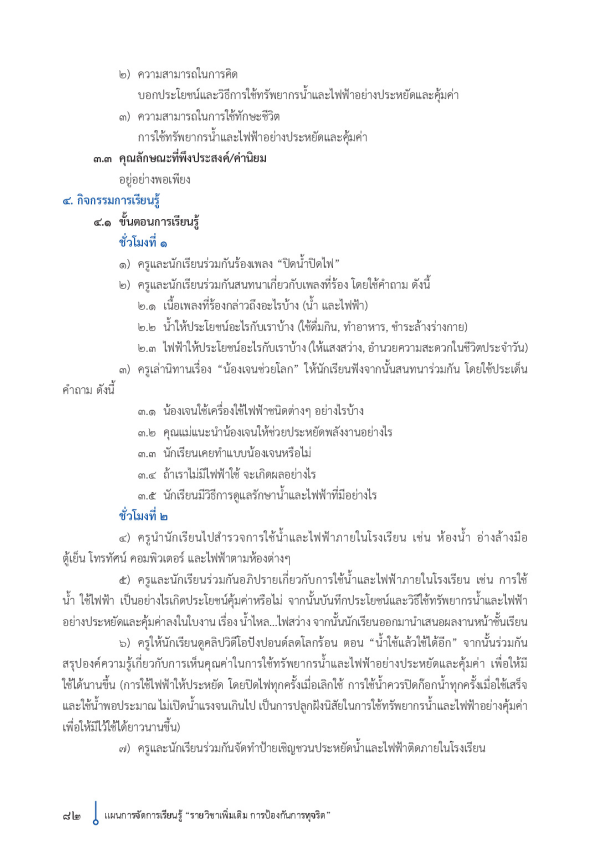 ๒) ความสามารถในการคิด
บอกประโยชน์และวิธีการใช้ทรัพยากรน้ำและไฟฟ้าอย่างประหยัดและคุ้มค่า
๓) ความสามารถในการใช้ทักษะชีวิต
การใช้ทรัพยากรน้ำและไฟฟ้าอย่างประหยัดและคุ้มค่า
๓.๓ คุณลักษณะที่พึงประสงค์/ค่านิยม
อยู่อย่างพอเพียง
๔. กิจกรรมการเรียนรู้
๔.๑ ขั้นตอนการเรียนรู้
ชั่วโมงที่ ๑
๑) ครูและนักเรียนร่วมกันร้องเพลง “ปิดน้ำปิดไฟ”
๒) ครูและนักเรียนร่วมกันสนทนาเกี่ยวกับเพลงที่ร้อง โดยใช้คำถาม ดังนี้
๒.๑ เนื้อเพลงที่ร้องกล่าวถึงอะไรบ้าง (น้ำ และไฟฟ้า)
๒.๒ น้ำให้ประโยชน์อะไรกับเราบ้าง (ใช้ดื่มกิน, ทำอาหาร, ชำระล้างร่างกาย)
๒.๓ ไฟฟ้าให้ประโยชน์อะไรกับเราบ้าง (ให้แสงสว่าง, อำนวยความสะดวกในชีวิตประจำวัน)
๓) ครูเล่านิทานเรื่อง “น้องเจนช่วยโลก” ให้นักเรียนฟังจากนั้นสนทนาร่วมกัน โดยใช้ประเด็น
คำถาม ดังนี้
๓.๑ น้องเจนใช้เครื่องใช้ไฟฟ้าชนิดต่างๆ อย่างไรบ้าง
๓.๒ คุณแม่แนะนำน้องเจนให้ช่วยประหยัดพลังงานอย่างไร
๓.๓ นักเรียนเคยทำแบบน้องเจนหรือไม่
๓.๔ ถ้าเราไม่มีไฟฟ้าใช้ จะเกิดผลอย่างไร
๓.๕ นักเรียนมีวิธีการดูแลรักษาน้ำและไฟฟ้าที่มีอย่างไร
ชั่วโมงที่ ๒
๔) ครูนำนักเรียนไปสำรวจการใช้น้ำและไฟฟ้าภายในโรงเรียน เช่น ห้องน้ำ อ่างล้างมือ
ตู้เย็น โทรทัศน์ คอมพิวเตอร์ และไฟฟ้าตามห้องต่างๆ
๕) ครูและนักเรียนร่วมกันอภิปรายเกี่ยวกับการใช้น้ำและไฟฟ้าภายในโรงเรียน เช่น การใช้
น้ำ ใช้ไฟฟ้า เป็นอย่างไรเกิดประโยชน์คุ้มค่าหรือไม่ จากนั้นบันทึกประโยชน์และวิธีใช้ทรัพยากรน้ำและไฟฟ้า
อย่างประหยัดและคุ้มค่าลงในใบงาน เรื่อง น้ำไหล...ไฟสว่าง จากนั้นนักเรียนออกมานำเสนอผลงานหน้าชั้นเรียน
๖) ครูให้นักเรียนดูคลิปวิดีโอปังปอนด์ลดโลกร้อน ตอน “น้ำใช้แล้วใช้ได้อีก” จากนั้นร่วมกัน
สรุปองค์ความรู้เกี่ยวกับการเห็นคุณค่าในการใช้ทรัพยากรน้ำและไฟฟ้าอย่างประหยัดและคุ้มค่า เพื่อให้มี
ใช้ได้นานขึ้น (การใช้ไฟฟ้าให้ประหยัด โดยปิดไฟทุกครั้งเมื่อเลิกใช้ การใช้น้ำควรปิดก๊อกน้ำทุกครั้งเมื่อใช้เสร็จ
และใช้น้ำพอประมาณ ไม่เปิดน้ำแรงจนเกินไป เป็นการปลูกฝังนิสัยในการใช้ทรัพยากรน้ำและไฟฟ้าอย่างคุ้มค่า
เพื่อให้มีไว้ใช้ได้ยาวนานขึ้น)
๗) ครูและนักเรียนร่วมกันจัดทำป้ายเชิญชวนประหยัดน้ำและไฟฟ้าติดภายในโรงเรียน
๘๒ แผนการจัดการเรียนรู้ “รายวิชาเพิ่มเติม การป้องกันการทุจริต”